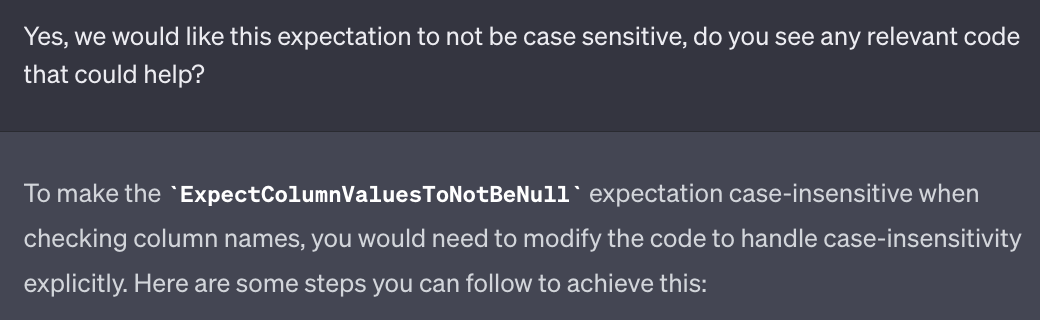 Yes, we would like this expectation to not be case sensitive, do you see any relevant code
that could help?
To make the `ExpectColumnValuesToNotBeNull` expectation case-insensitive when
checking column names, you would need to modify the code to handle case-insensitivity
explicitly. Here are some steps you can follow to achieve this: